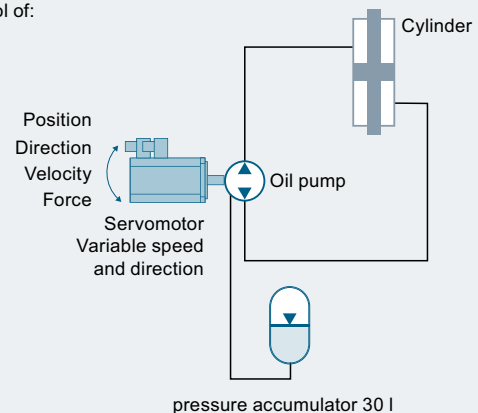 ol of:
Cylinder
Position
Direction
Velocity
Force
Oil pump
Servomotor
Variable speed
and direction
pressure accumulator 30 l